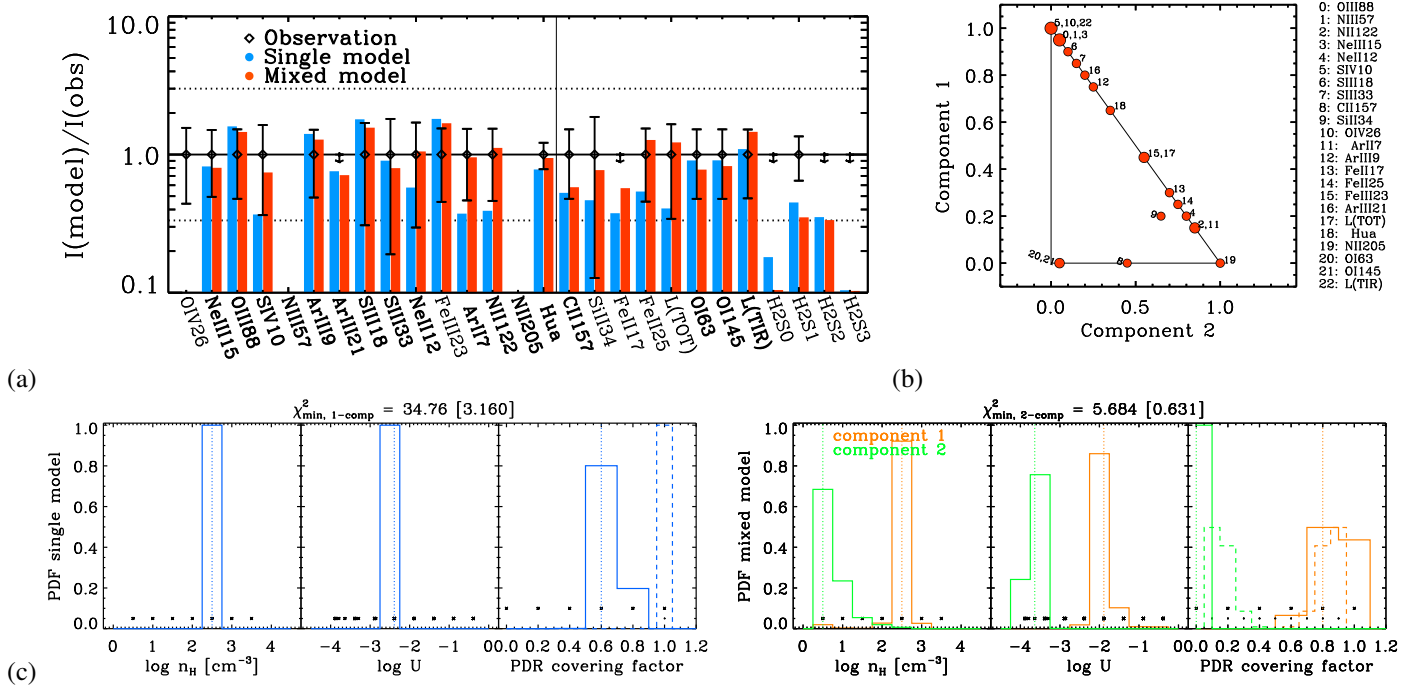 10.0
1.0
0.1
I(model)/I(obs)
Observation
Single model
Mixed model
OIV26
NeIII15
OIII88
SIV10
NIII57
ArIII9
ArIII21
SIII18
SIII33
NeII12
FeIII23
ArII7
NII122
NII205
Hua
CII157
SiII34
FeII17
FeII25
L(TOT)
OI63
OI145
L(TIR)
H2S0
H2S1
H2S2
H2S3
(a)
1.0
0.8
0.6
0.4
0.2
0.0
Component 1
5,10,22
0,1,3
6
7
16
12
18
15,17
13
14
4
9
2,11
20,21
8
19
0.0 0.5 1.0
Component 2
0: OIII88
1: NIII57
2: NII122
3: NeIII15
4: NeII12
5: SIV10
6: SIII18
7: SIII33
8: CII157
9: SiII34
10: OIV26
11: ArII7
12: ArIII9
13: FeII17
14: FeII25
15: FeIII23
16: ArIII21
17: L(TOT)
18: Hua
19: NII205
20: OI63
21: OI145
22: L(TIR)
(b)
χ²min, 1-comp = 34.76 [3.160]
PDF single model
1.0
0.8
0.6
0.4
0.2
0.0
0 1 2 3 4
log nH [cm⁻³]
−4 −3 −2 −1 0
log U
0.0 0.2 0.4 0.6 0.8 1.0 1.2
PDR covering factor
χ²min, 2-comp = 5.684 [0.631]
component 1
component 2
PDF mixed model
1.0
0.8
0.6
0.4
0.2
0.0
0 1 2 3 4
log nH [cm⁻³]
−4 −3 −2 −1 0
log U
0.0 0.2 0.4 0.6 0.8 1.0 1.2
PDR covering factor
(c)